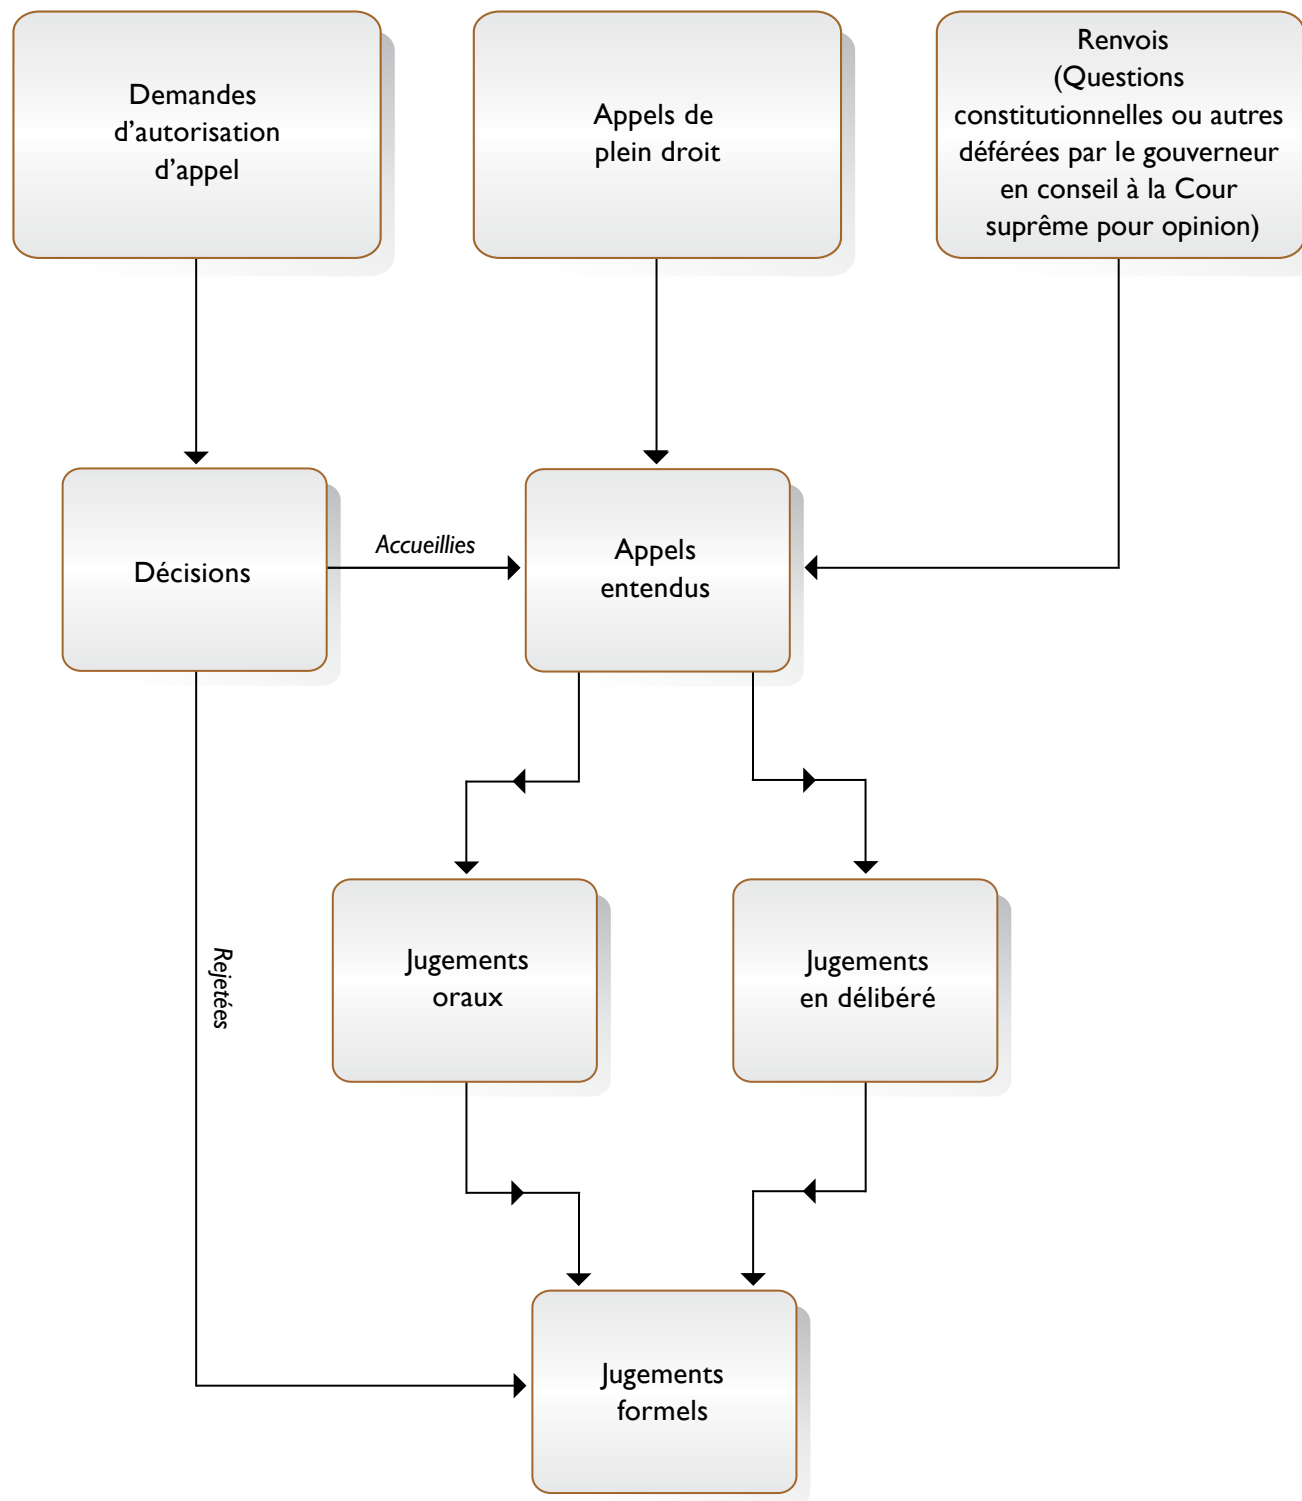 Demandes
d’autorisation
d’appel
Appels de
plein droit
Renvois
(Questions
constitutionnelles ou autres
déférées par le gouverneur
en conseil à la Cour
suprême pour opinion)
Décisions
Accueillies
Appels
entendus
Rejetées
Jugements
oraux
Jugements
en délibéré
Jugements
formels